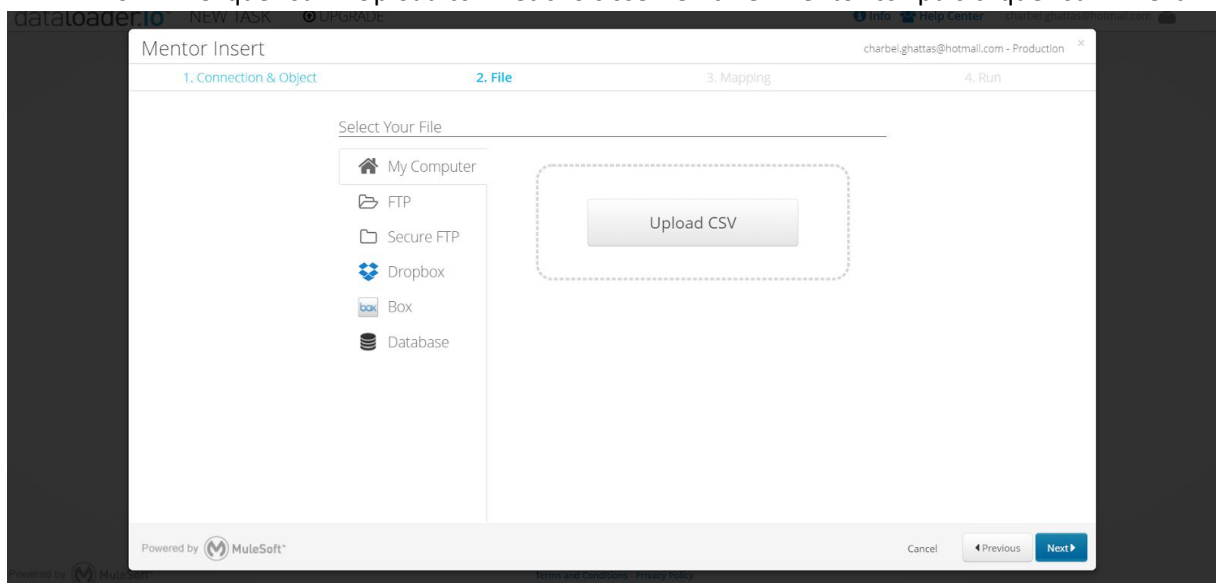 dataloader.io NEW TASK UPGRADE Info Help Center charbel.ghattas@hotmail.com
Mentor Insert charbel.ghattas@hotmail.com - Production ×
1. Connection & Object 2. File 3. Mapping 4. Run
Select Your File
My Computer
FTP
Upload CSV
Secure FTP
Dropbox
box Box
Database
Powered by MuleSoft™ Cancel Previous Next
Powered by MuleSoft
Terms and Conditions - Privacy Policy